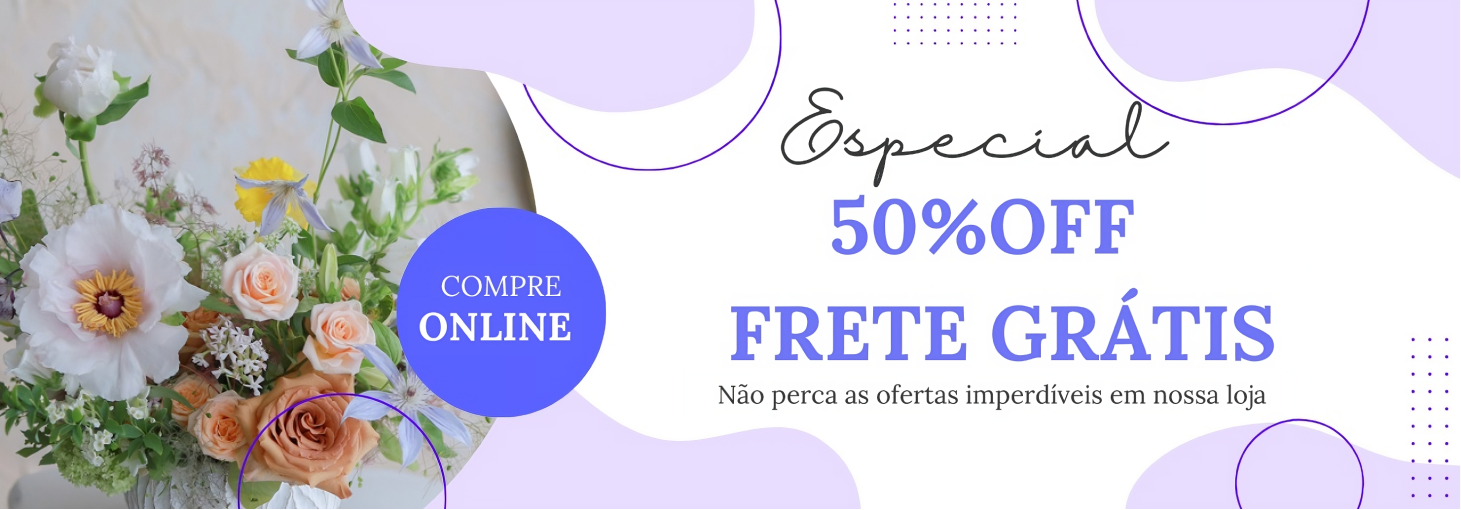 COMPRE
ONLINE
Especial
50%OFF
FRETE GRÁTIS
Não perca as ofertas imperdíveis em nossa loja